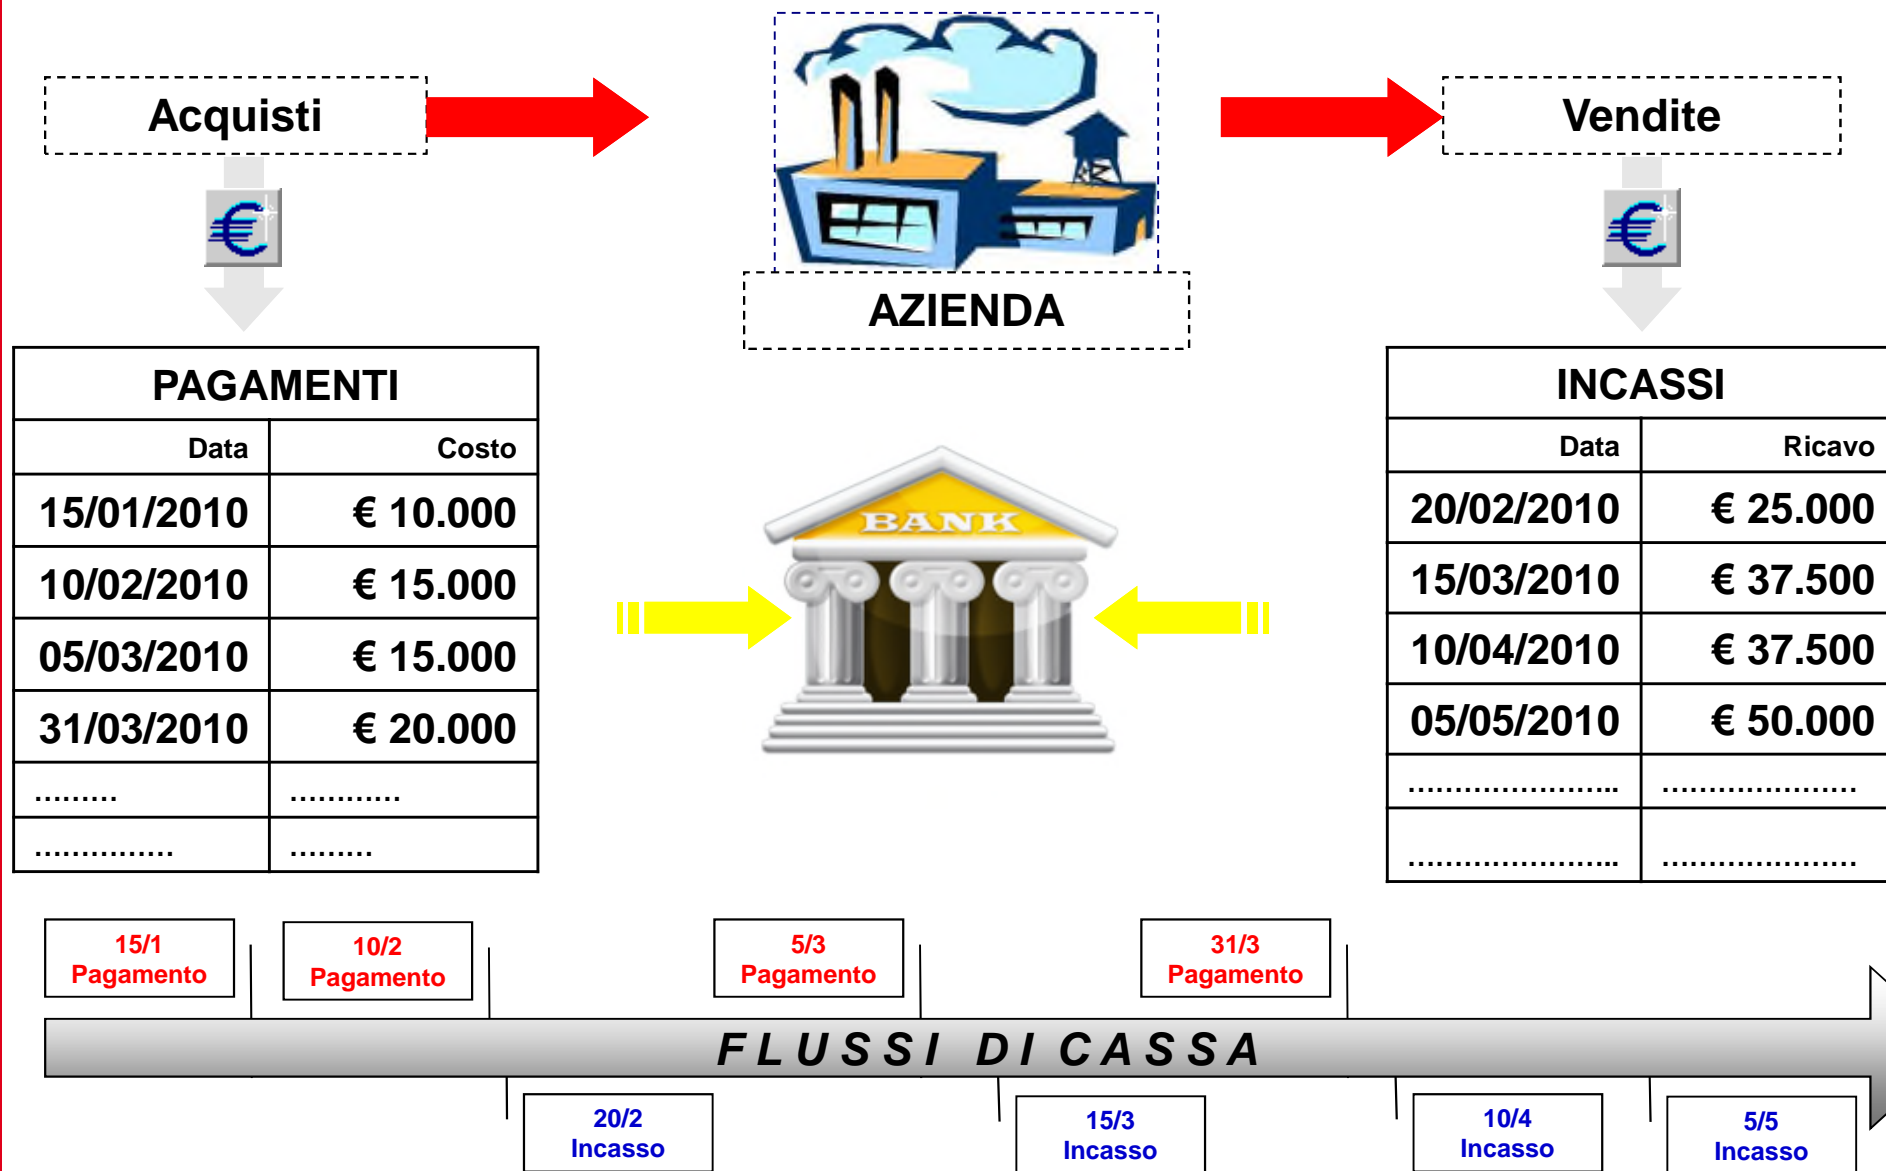 Acquisti
Vendite
€
€
AZIENDA
PAGAMENTI
Data Costo
15/01/2010 € 10.000
10/02/2010 € 15.000
05/03/2010 € 15.000
31/03/2010 € 20.000
......... ............
............... .........
BANK
INCASSI
Data Ricavo
20/02/2010 € 25.000
15/03/2010 € 37.500
10/04/2010 € 37.500
05/05/2010 € 50.000
....................... .....................
....................... .....................
15/1
Pagamento
10/2
Pagamento
5/3
Pagamento
31/3
Pagamento
FLUSSI DI CASSA
20/2
Incasso
15/3
Incasso
10/4
Incasso
5/5
Incasso